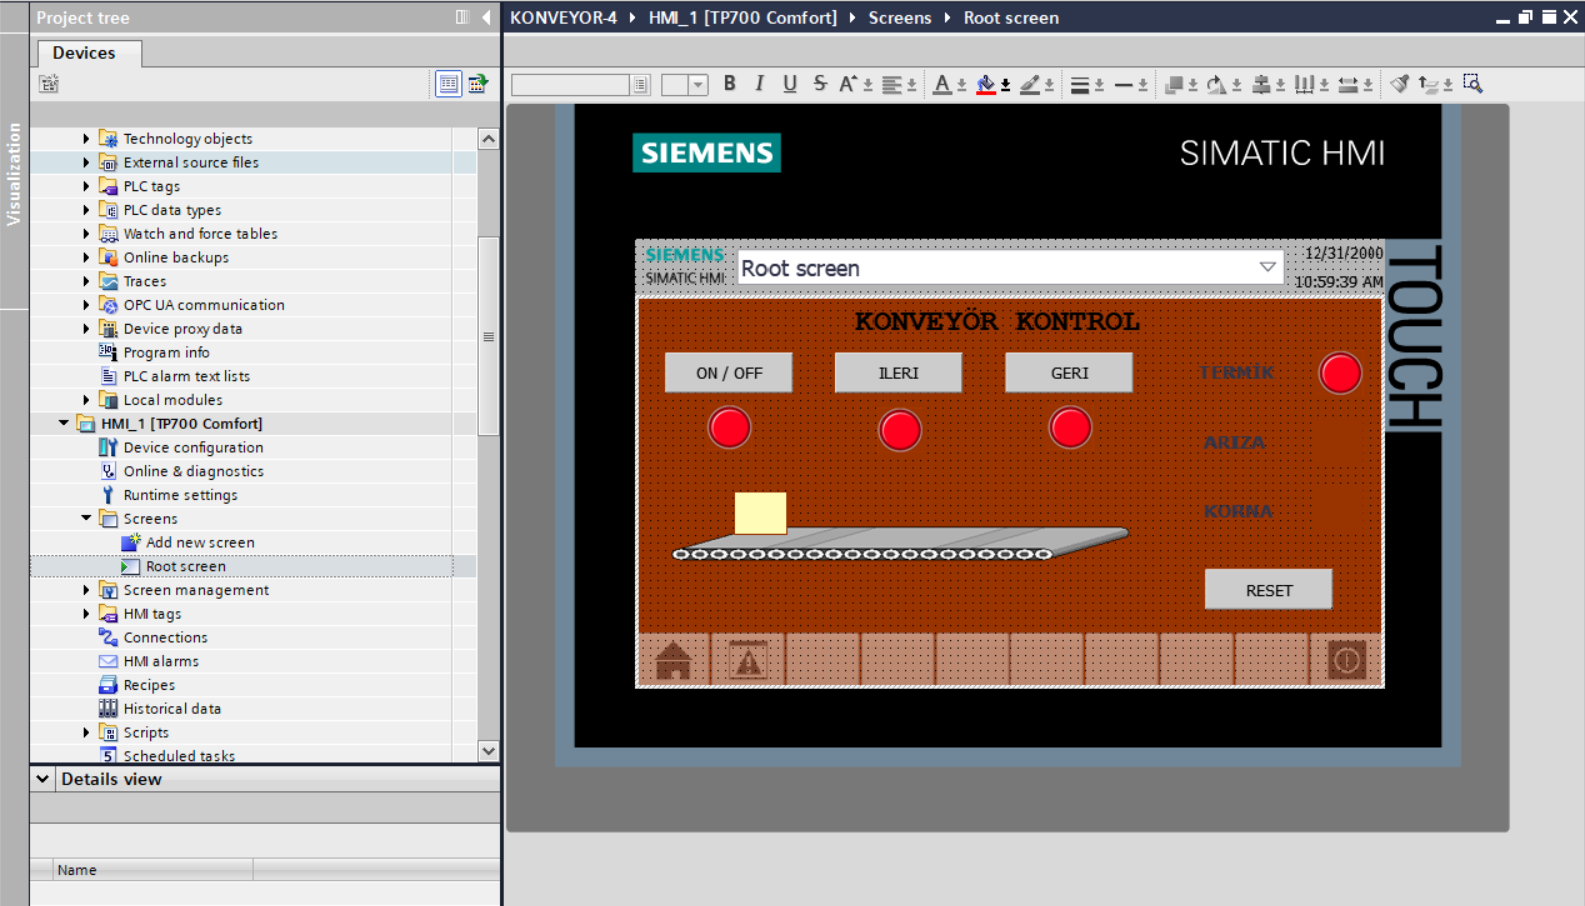 Project tree
KONVEYOR-4 HMI_1 [TP700 Comfort] Screens Root screen
Devices
B I U S A A
Visualization
Technology objects
External source files
PLC tags
PLC data types
Watch and force tables
Online backups
Traces
OPC UA communication
Device proxy data
Program info
PLC alarm text lists
Local modules
HMI_1 [TP700 Comfort]
Device configuration
Online & diagnostics
Runtime settings
Screens
Add new screen
Root screen
Screen management
HMI tags
Connections
HMI alarms
Recipes
Historical data
Scripts
Scheduled tasks
Details view
Name
SIEMENS
SIMATIC HMI
TOUCH
SIEMENS
SIMATIC HMI
Root screen
12/31/2000
10:59:39 AM
KONVEYÖR KONTROL
ON / OFF
ILERI
GERI
TERMİK
ARIZA
KORNA
RESET